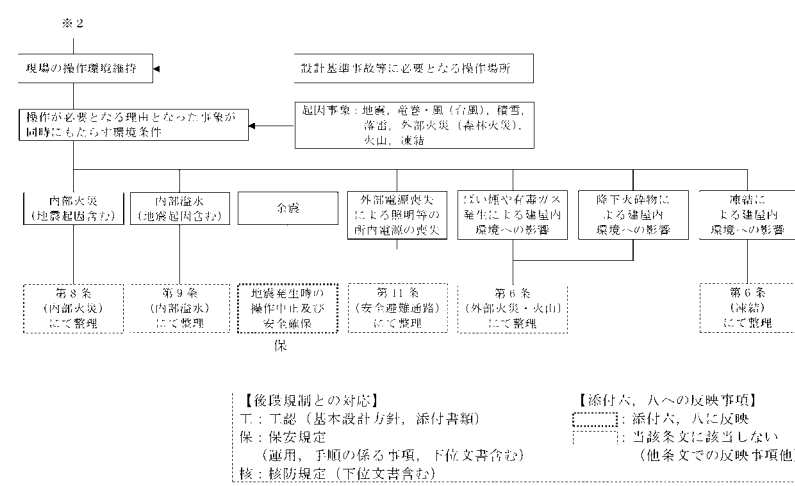 ※2
現場の操作環境維持
設計基準事故等に必要となる操作場所
操作が必要となる理由となった事象が
同時にもたらす環境条件
起因事象:地震,竜巻・風(台風),積雪,
落雷,外部火災(森林火災),
火山,凍結
内部火災
(地震起因含む)
内部溢水
(地震起因含む)
余震
外部電源喪失
による照明等の
所内電源の喪失
ばい煙や有毒ガス
発生による建屋内
環境への影響
降下火砕物に
よる建屋内
環境への影響
凍結に
よる建屋内
環境への影響
第8条
(内部火災)
にて整理
第9条
(内部溢水)
にて整理
地震発生時の
操作中止及び
安全確保
保
第11条
(安全避難通路)
にて整理
第6条
(外部火災・火山)
にて整理
第6条
(凍結)
にて整理
【後段規制との対応】
工:工認(基本設計方針,添付書類)
保:保安規定
(運用,手順の係る事項,下位文書含む)
核:核防規定(下位文書含む)
【添付六,八への反映事項】
:添付六,八に反映
:当該条文に該当しない
(他条文での反映事項他